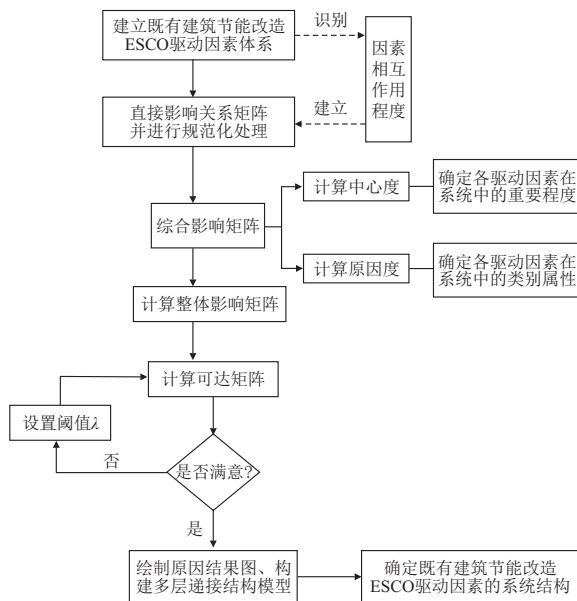 建立既有建筑节能改造
ESCO驱动因素体系
识别
因素
相互
作用
程度
建立
直接影响关系矩阵
并进行规范化处理
综合影响矩阵
计算中心度
确定各驱动因素在
系统中的重要程度
计算原因度
确定各驱动因素在
系统中的类别属性
计算整体影响矩阵
计算可达矩阵
设置阈值λ
否
是否满意?
是
绘制原因结果图、构
建多层递接结构模型
确定既有建筑节能改造
ESCO驱动因素的系统结构